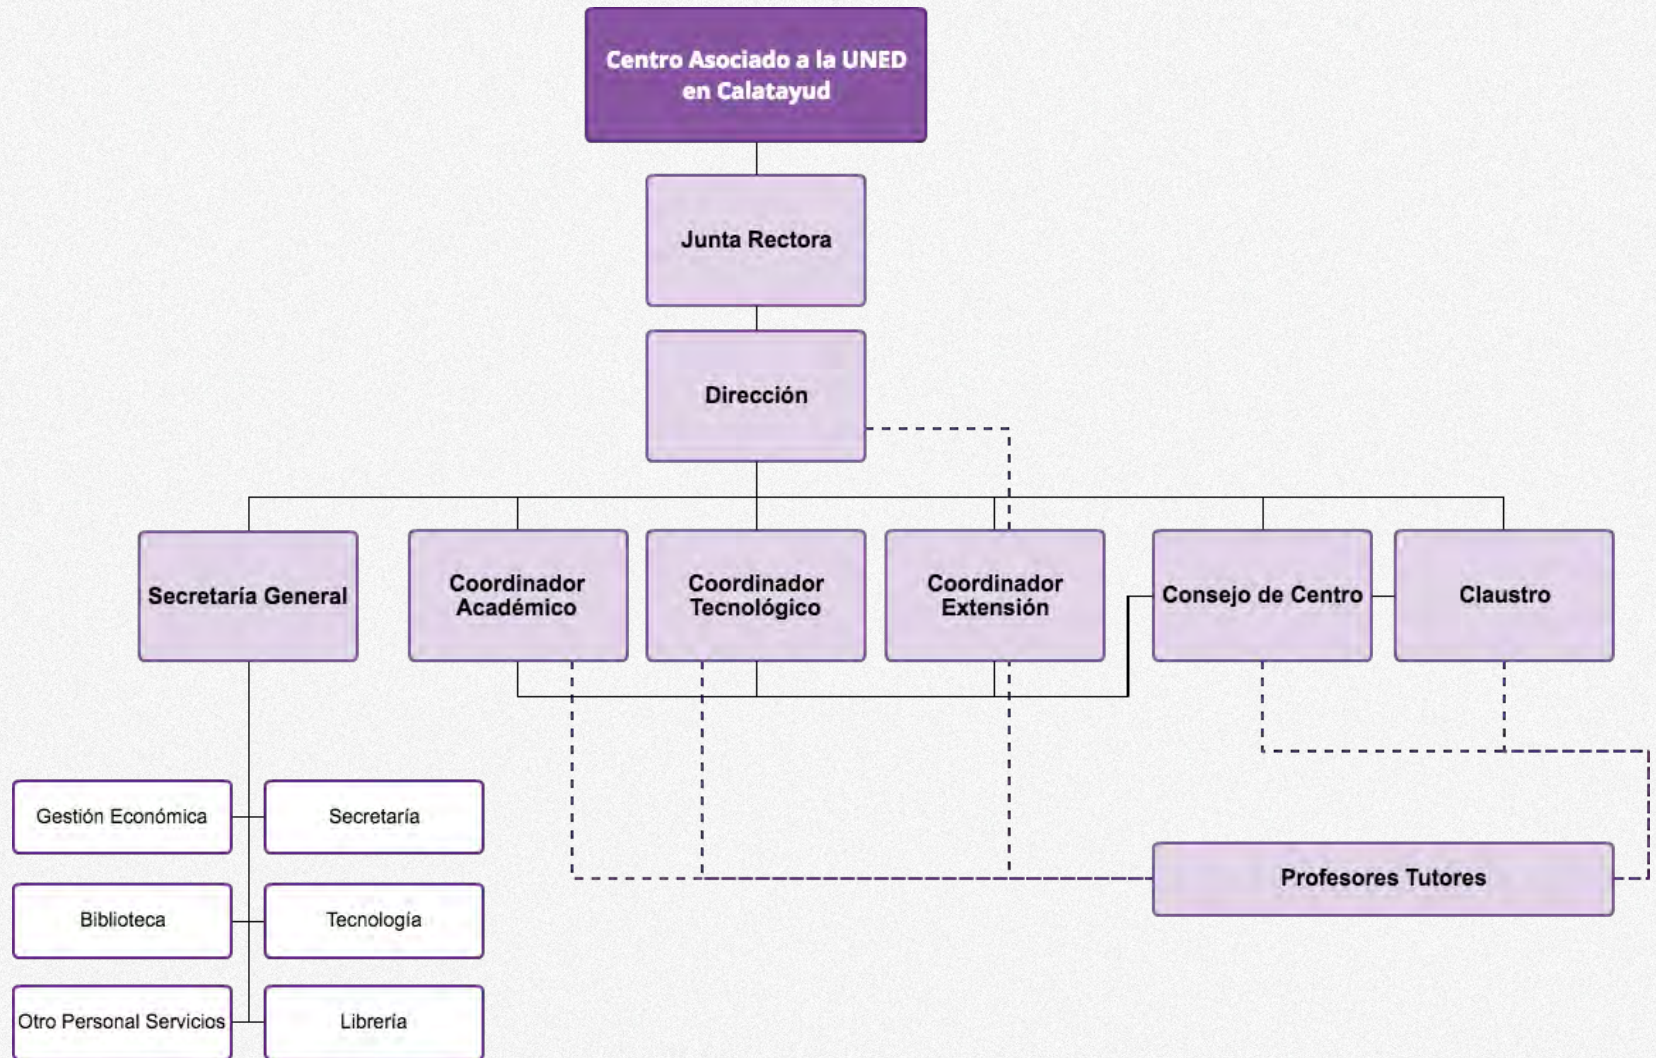 Centro Asociado a la UNED
en Calatayud
Junta Rectora
Dirección
Secretaría General
Coordinador
Académico
Coordinador
Tecnológico
Coordinador
Extensión
Consejo de Centro
Claustro
Gestión Económica
Secretaría
Biblioteca
Tecnología
Otro Personal Servicios
Librería
Profesores Tutores